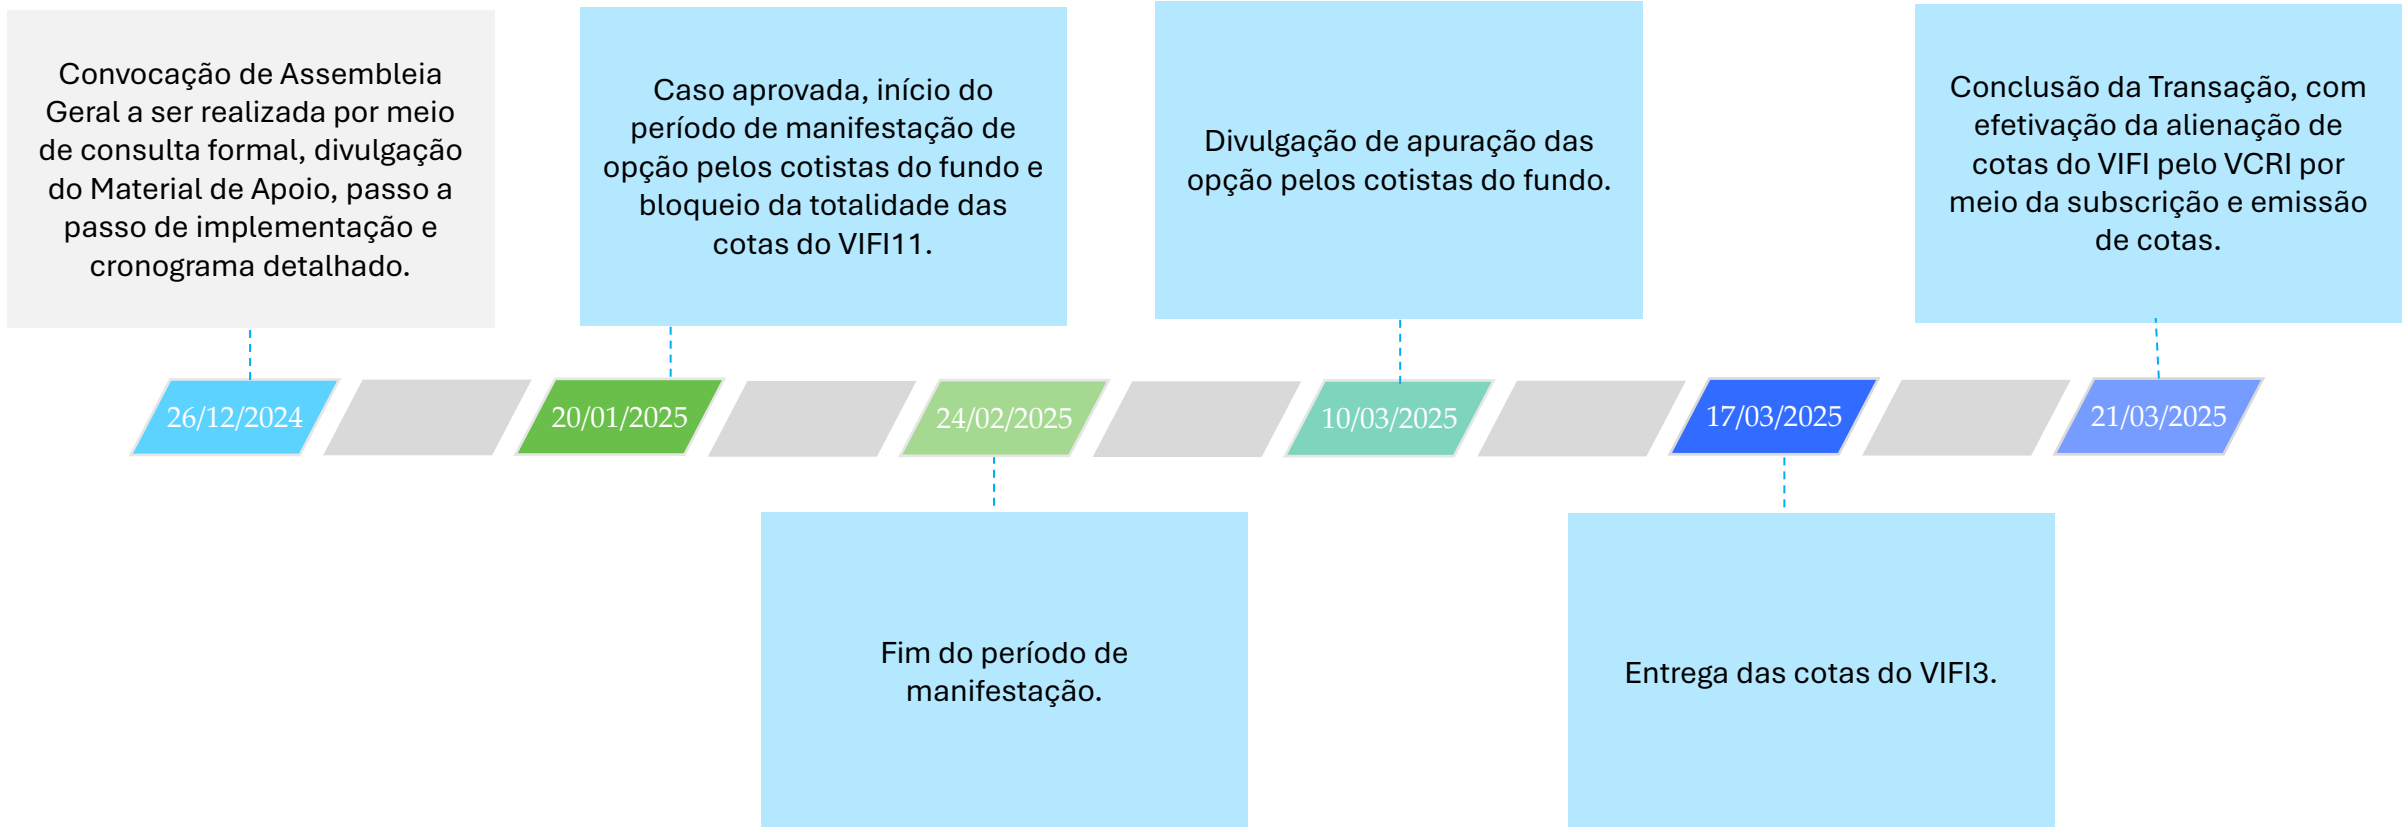 Convocação de Assembleia
Geral a ser realizada por meio
de consulta formal, divulgação
do Material de Apoio, passo a
passo de implementação e
cronograma detalhado.
Caso aprovada, início do
período de manifestação de
opção pelos cotistas do fundo e
bloqueio da totalidade das
cotas do VIFI11.
Divulgação de apuração das
opção pelos cotistas do fundo.
Conclusão da Transação, com
efetivação da alienação de
cotas do VIFI pelo VCRI por
meio da subscrição e emissão
de cotas.
26/12/2024
20/01/2025
24/02/2025
10/03/2025
17/03/2025
21/03/2025
Fim do período de
manifestação.
Entrega das cotas do VIFI3.